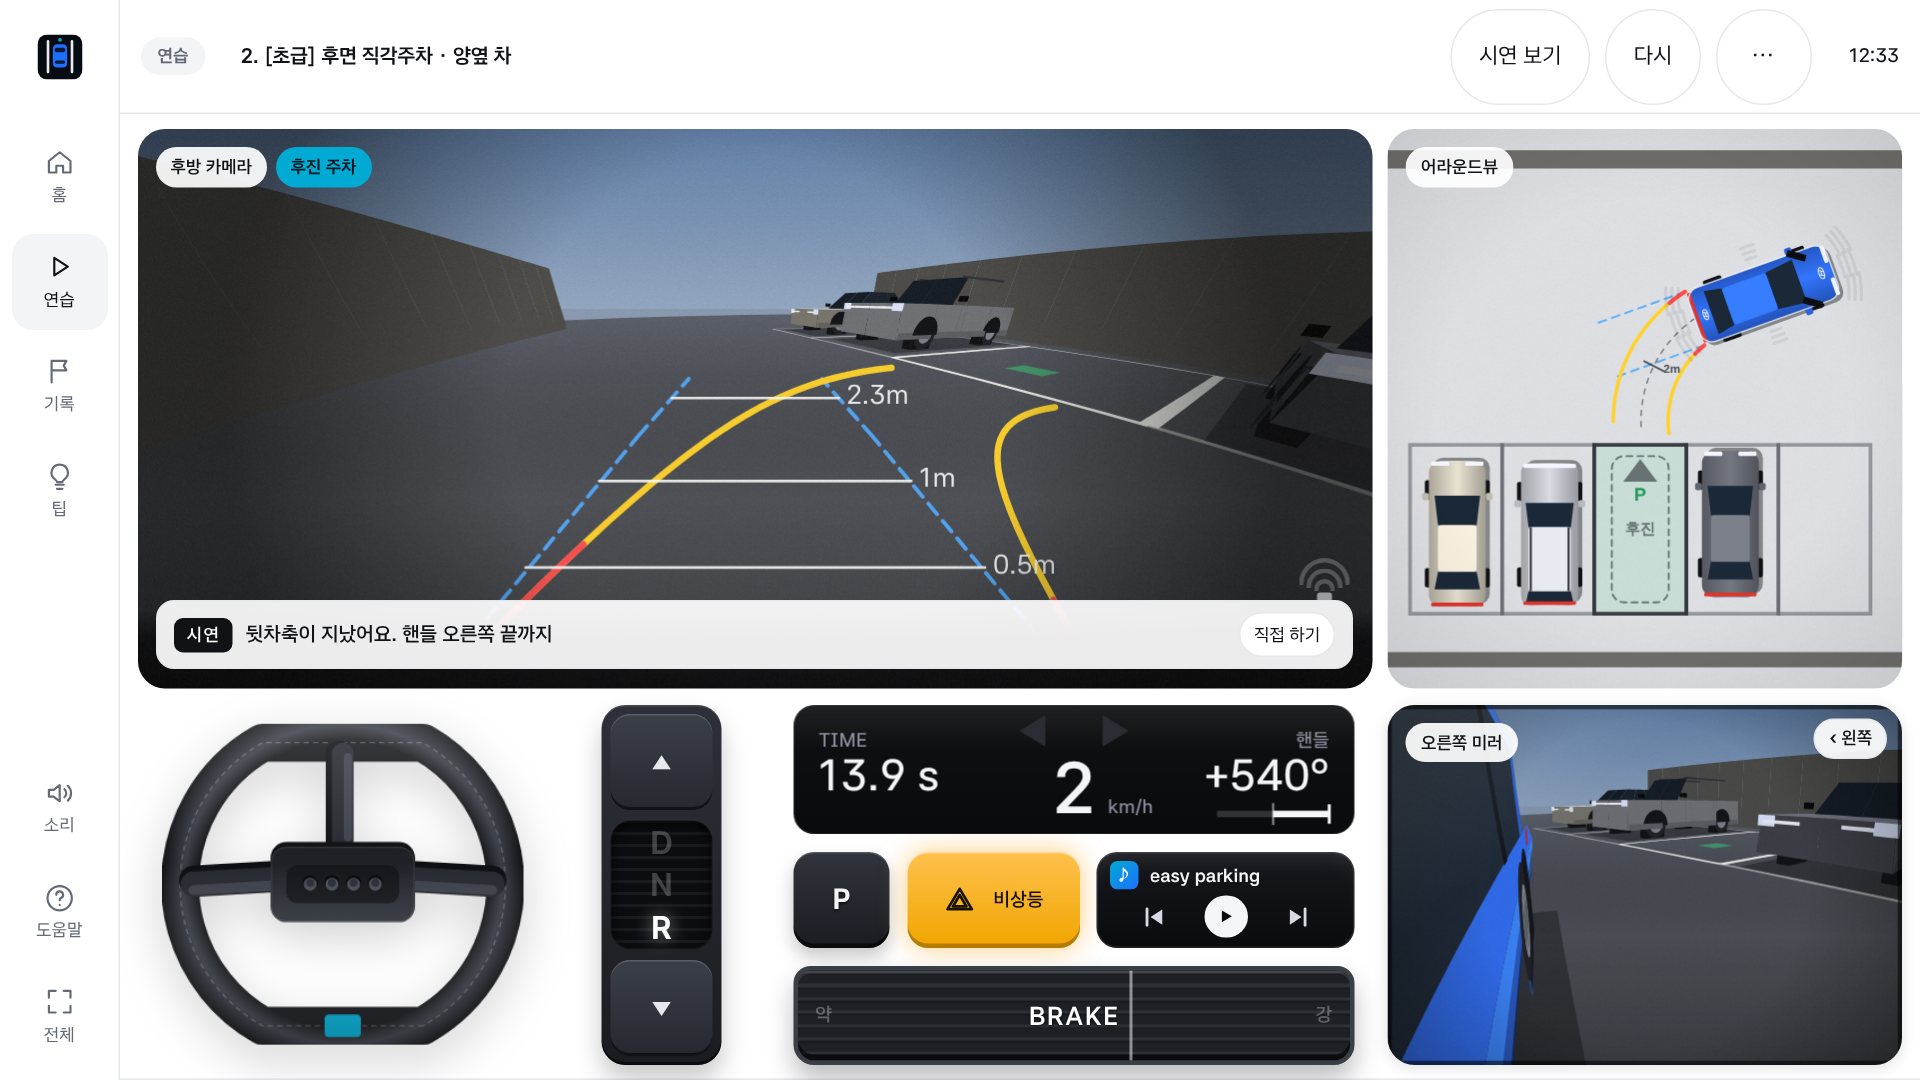 연습
2. [초급] 후면 직각주차 · 양옆 차
시연 보기
다시
···
12:33
홈
연습
기록
팁
소리
도움말
전체
후방 카메라
후진 주차
2.3m
1m
0.5m
시연
뒷차축이 지났어요. 핸들 오른쪽 끝까지
직접 하기
어라운드뷰
2m
P
후진
D
N
R
TIME
13.9 s
2 km/h
핸들
+540°
P
비상등
easy parking
약
BRAKE
강
오른쪽 미러
‹ 왼쪽